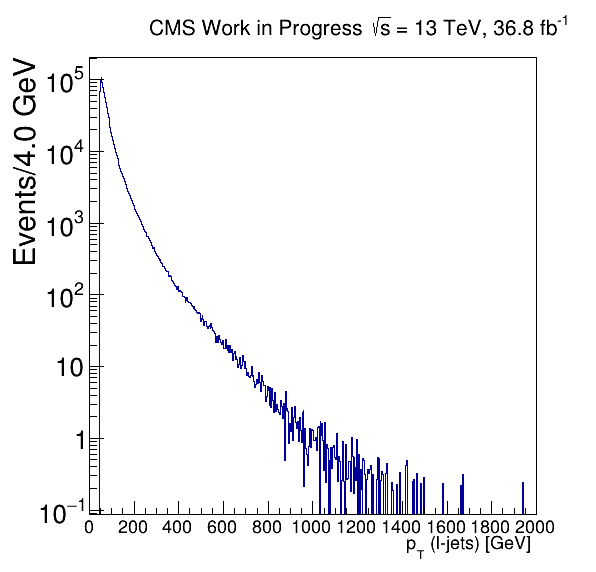 CMS Work in Progress √s = 13 TeV, 36.8 fb⁻¹
Events/4.0 GeV
10⁵
10⁴
10³
10²
10
1
10⁻¹
0 200 400 600 800 1000 1200 1400 1600 1800 2000
p_T (l-jets) [GeV]